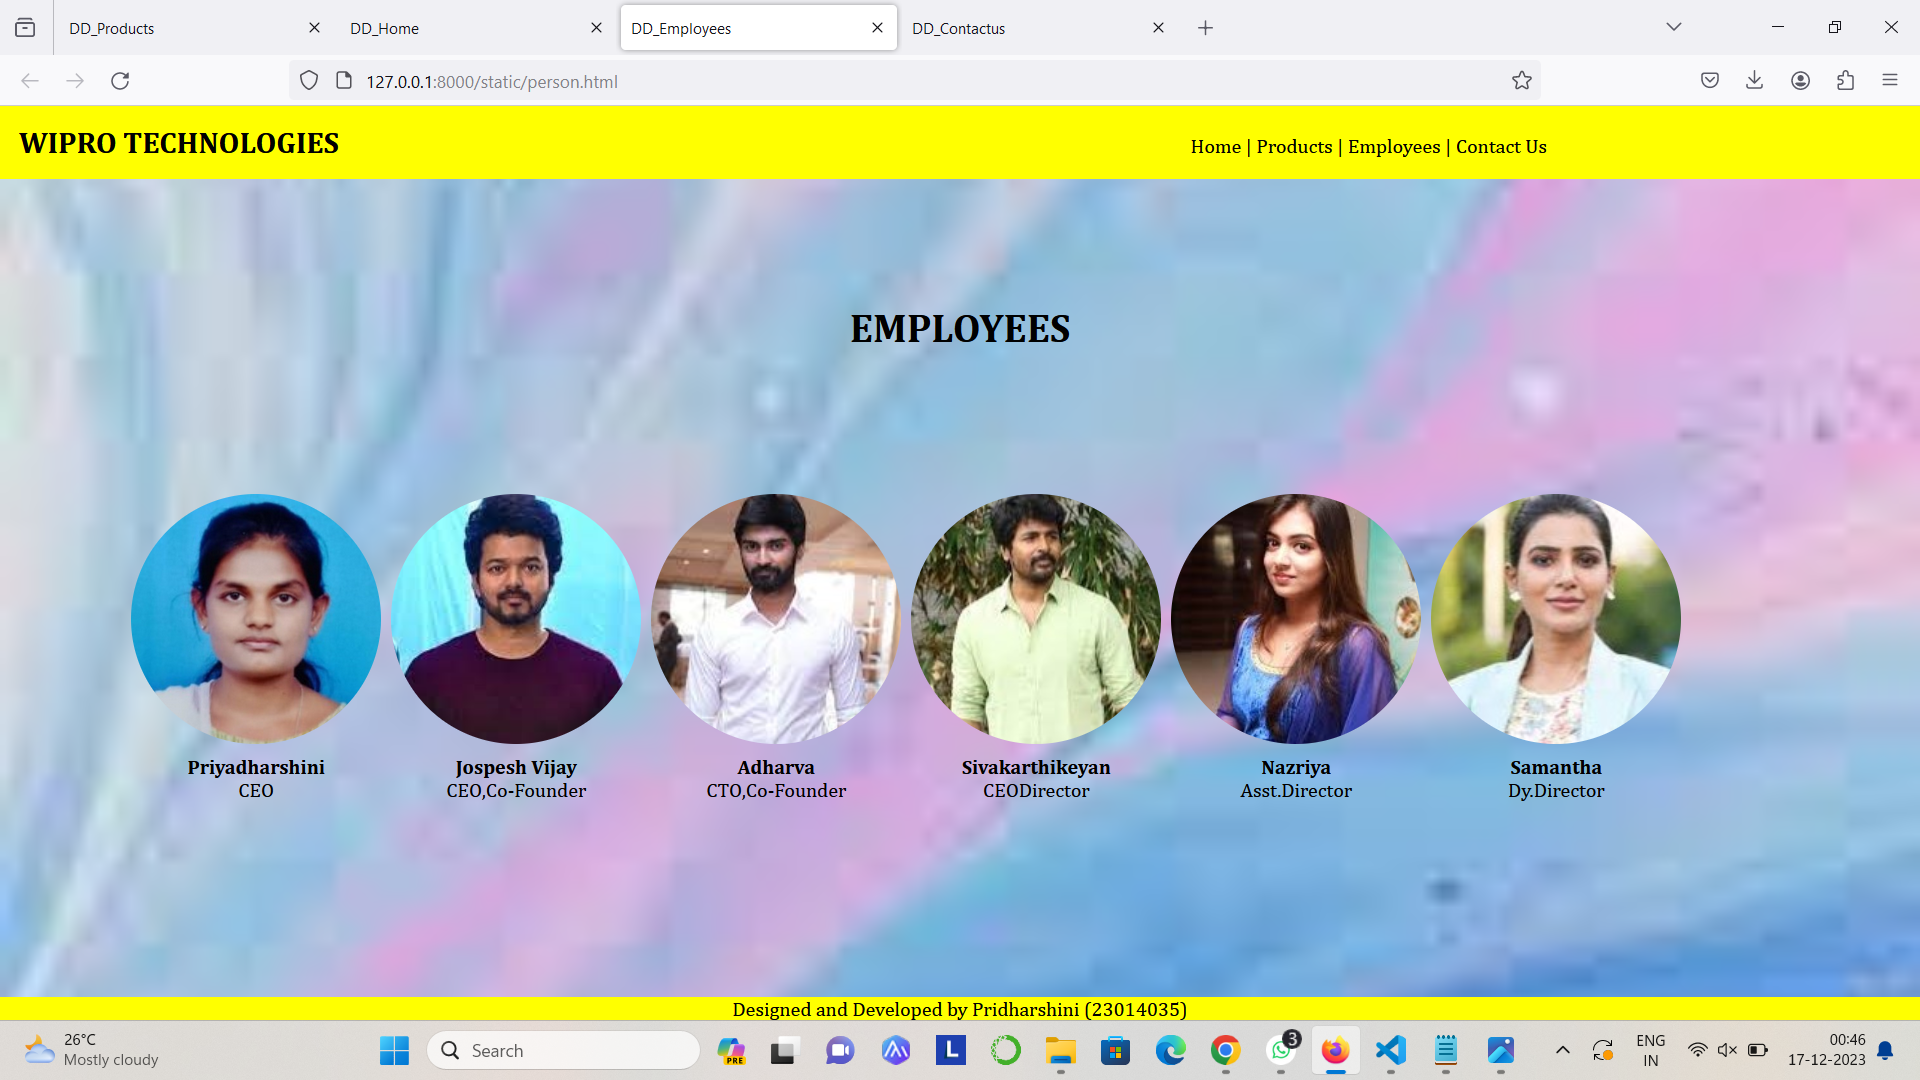 DD_Products
DD_Home
DD_Employees
DD_Contactus
127.0.0.1:8000/static/person.html
WIPRO TECHNOLOGIES
Home | Products | Employees | Contact Us
EMPLOYEES
Priyadharshini
CEO
Jospesh Vijay
CEO,Co-Founder
Adharva
CTO,Co-Founder
Sivakarthikeyan
CEODirector
Nazriya
Asst.Director
Samantha
Dy.Director
Designed and Developed by Pridharshini (23014035)
26°C
Mostly cloudy
Search
PRE
L
3
ENG
IN
00:46
17-12-2023